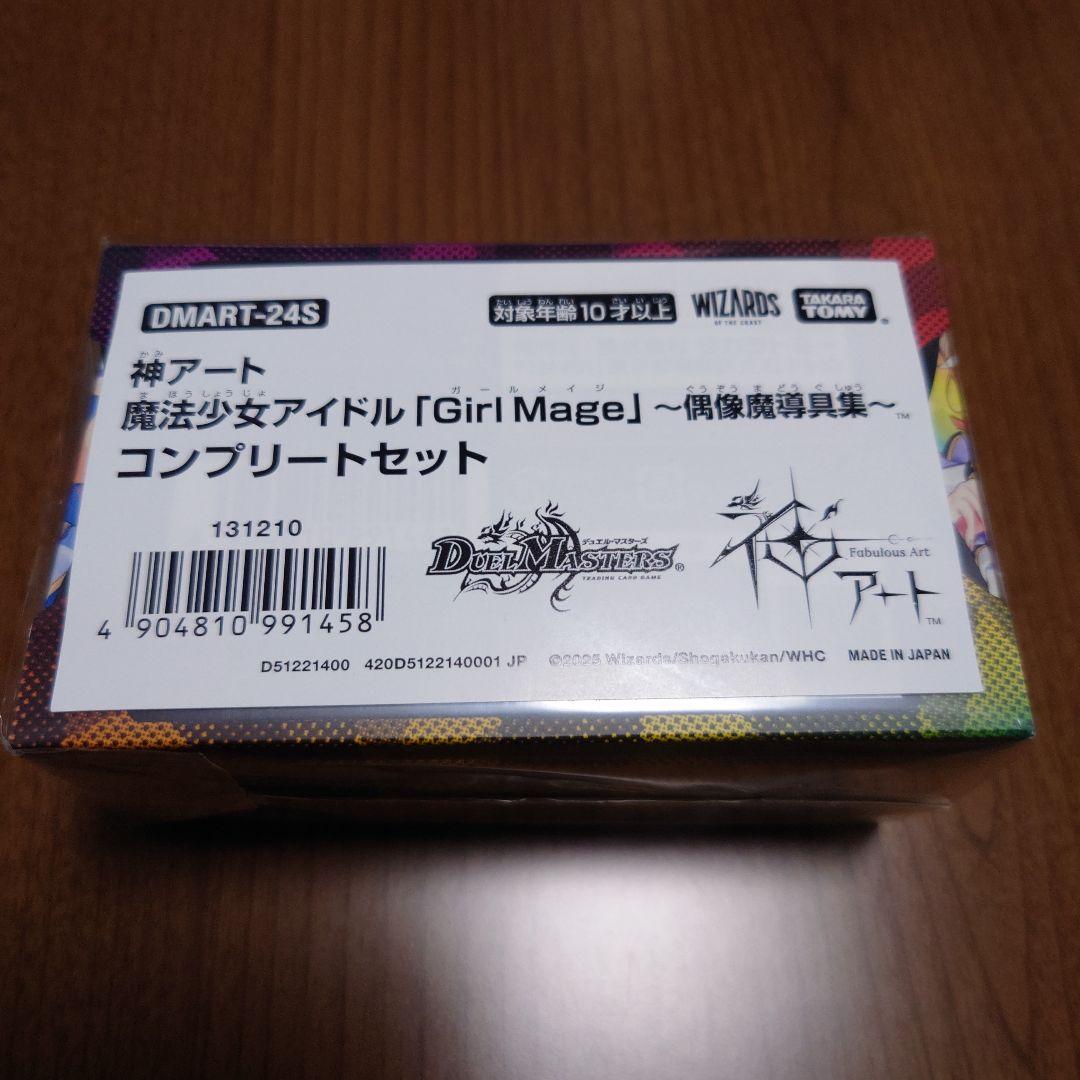 DMART-24S
たいしょうねんれい さいいじょう
対象年齢10才以上
WIZARDS
OF THE COAST
TAKARA
TOMY®
かみ
神アート
まほうしょうじょ ガールメイジ ぐうぞうまどうぐしゅう
魔法少女アイドル「Girl Mage」～偶像魔導具集～™
コンプリートセット
131210
4 904810 991458
デュエル・マスターズ
DUEL MASTERS®
TRADING CARD GAME
神
Fabulous Art
アート™
D51221400 420D5122140001 JP ©2025 Wizards/Shogakukan/WHC MADE IN JAPAN